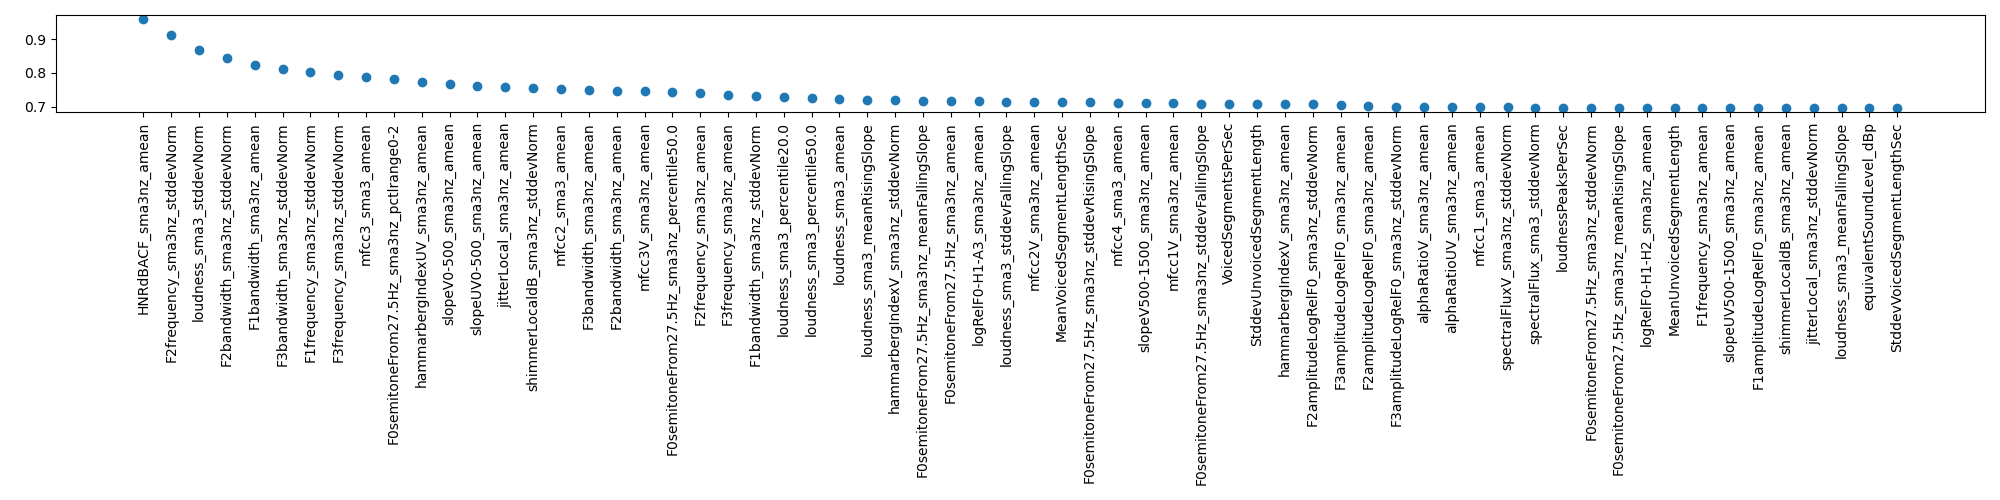 0.9
0.8
0.7
HNRdBACF_sma3nz_amean
F2frequency_sma3nz_stddevNorm
loudness_sma3_stddevNorm
F2bandwidth_sma3nz_stddevNorm
F1bandwidth_sma3nz_amean
F3bandwidth_sma3nz_stddevNorm
F1frequency_sma3nz_stddevNorm
F3frequency_sma3nz_stddevNorm
mfcc3_sma3_amean
F0semitoneFrom27.5Hz_sma3nz_pctlrange0-2
hammarbergIndexUV_sma3nz_amean
slopeV0-500_sma3nz_amean
slopeUV0-500_sma3nz_amean
jitterLocal_sma3nz_amean
shimmerLocaldB_sma3nz_stddevNorm
mfcc2_sma3_amean
F3bandwidth_sma3nz_amean
F2bandwidth_sma3nz_amean
mfcc3V_sma3nz_amean
F0semitoneFrom27.5Hz_sma3nz_percentile50.0
F2frequency_sma3nz_amean
F3frequency_sma3nz_amean
F1bandwidth_sma3nz_stddevNorm
loudness_sma3_percentile20.0
loudness_sma3_percentile50.0
loudness_sma3_amean
loudness_sma3_meanRisingSlope
hammarbergIndexV_sma3nz_stddevNorm
F0semitoneFrom27.5Hz_sma3nz_meanFallingSlope
F0semitoneFrom27.5Hz_sma3nz_amean
logRelF0-H1-A3_sma3nz_amean
loudness_sma3_stddevFallingSlope
mfcc2V_sma3nz_amean
MeanVoicedSegmentLengthSec
F0semitoneFrom27.5Hz_sma3nz_stddevRisingSlope
mfcc4_sma3_amean
slopeV500-1500_sma3nz_amean
mfcc1V_sma3nz_amean
F0semitoneFrom27.5Hz_sma3nz_stddevFallingSlope
VoicedSegmentsPerSec
StddevUnvoicedSegmentLength
hammarbergIndexV_sma3nz_amean
F2amplitudeLogRelF0_sma3nz_stddevNorm
F3amplitudeLogRelF0_sma3nz_amean
F2amplitudeLogRelF0_sma3nz_amean
F3amplitudeLogRelF0_sma3nz_stddevNorm
alphaRatioV_sma3nz_amean
alphaRatioUV_sma3nz_amean
mfcc1_sma3_amean
spectralFluxV_sma3nz_stddevNorm
spectralFlux_sma3_stddevNorm
loudnessPeaksPerSec
F0semitoneFrom27.5Hz_sma3nz_stddevNorm
F0semitoneFrom27.5Hz_sma3nz_meanRisingSlope
logRelF0-H1-H2_sma3nz_amean
MeanUnvoicedSegmentLength
F1frequency_sma3nz_amean
slopeUV500-1500_sma3nz_amean
F1amplitudeLogRelF0_sma3nz_amean
shimmerLocaldB_sma3nz_amean
jitterLocal_sma3nz_stddevNorm
loudness_sma3_meanFallingSlope
equivalentSoundLevel_dBp
StddevVoicedSegmentLengthSec